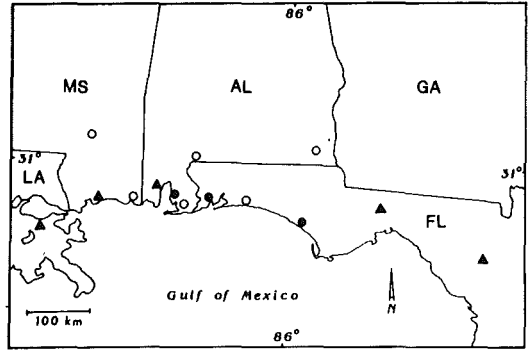 86°
MS
AL
GA
31°
31°
LA
FL
Gulf of Mexico
100 km
N
86°